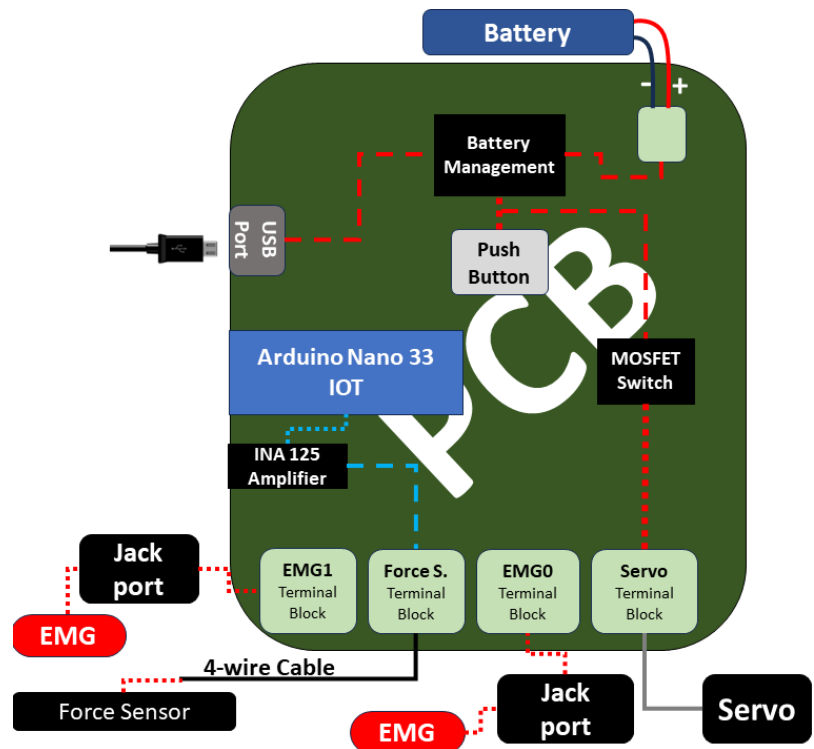 Battery
- +
Battery
Management
USB
Port
Push
Button
PCB
Arduino Nano 33
IOT
MOSFET
Switch
INA 125
Amplifier
Jack
port
EMG1
Terminal
Block
Force S.
Terminal
Block
EMG0
Terminal
Block
Servo
Terminal
Block
EMG
4-wire Cable
Force Sensor
Jack
port
EMG
Servo